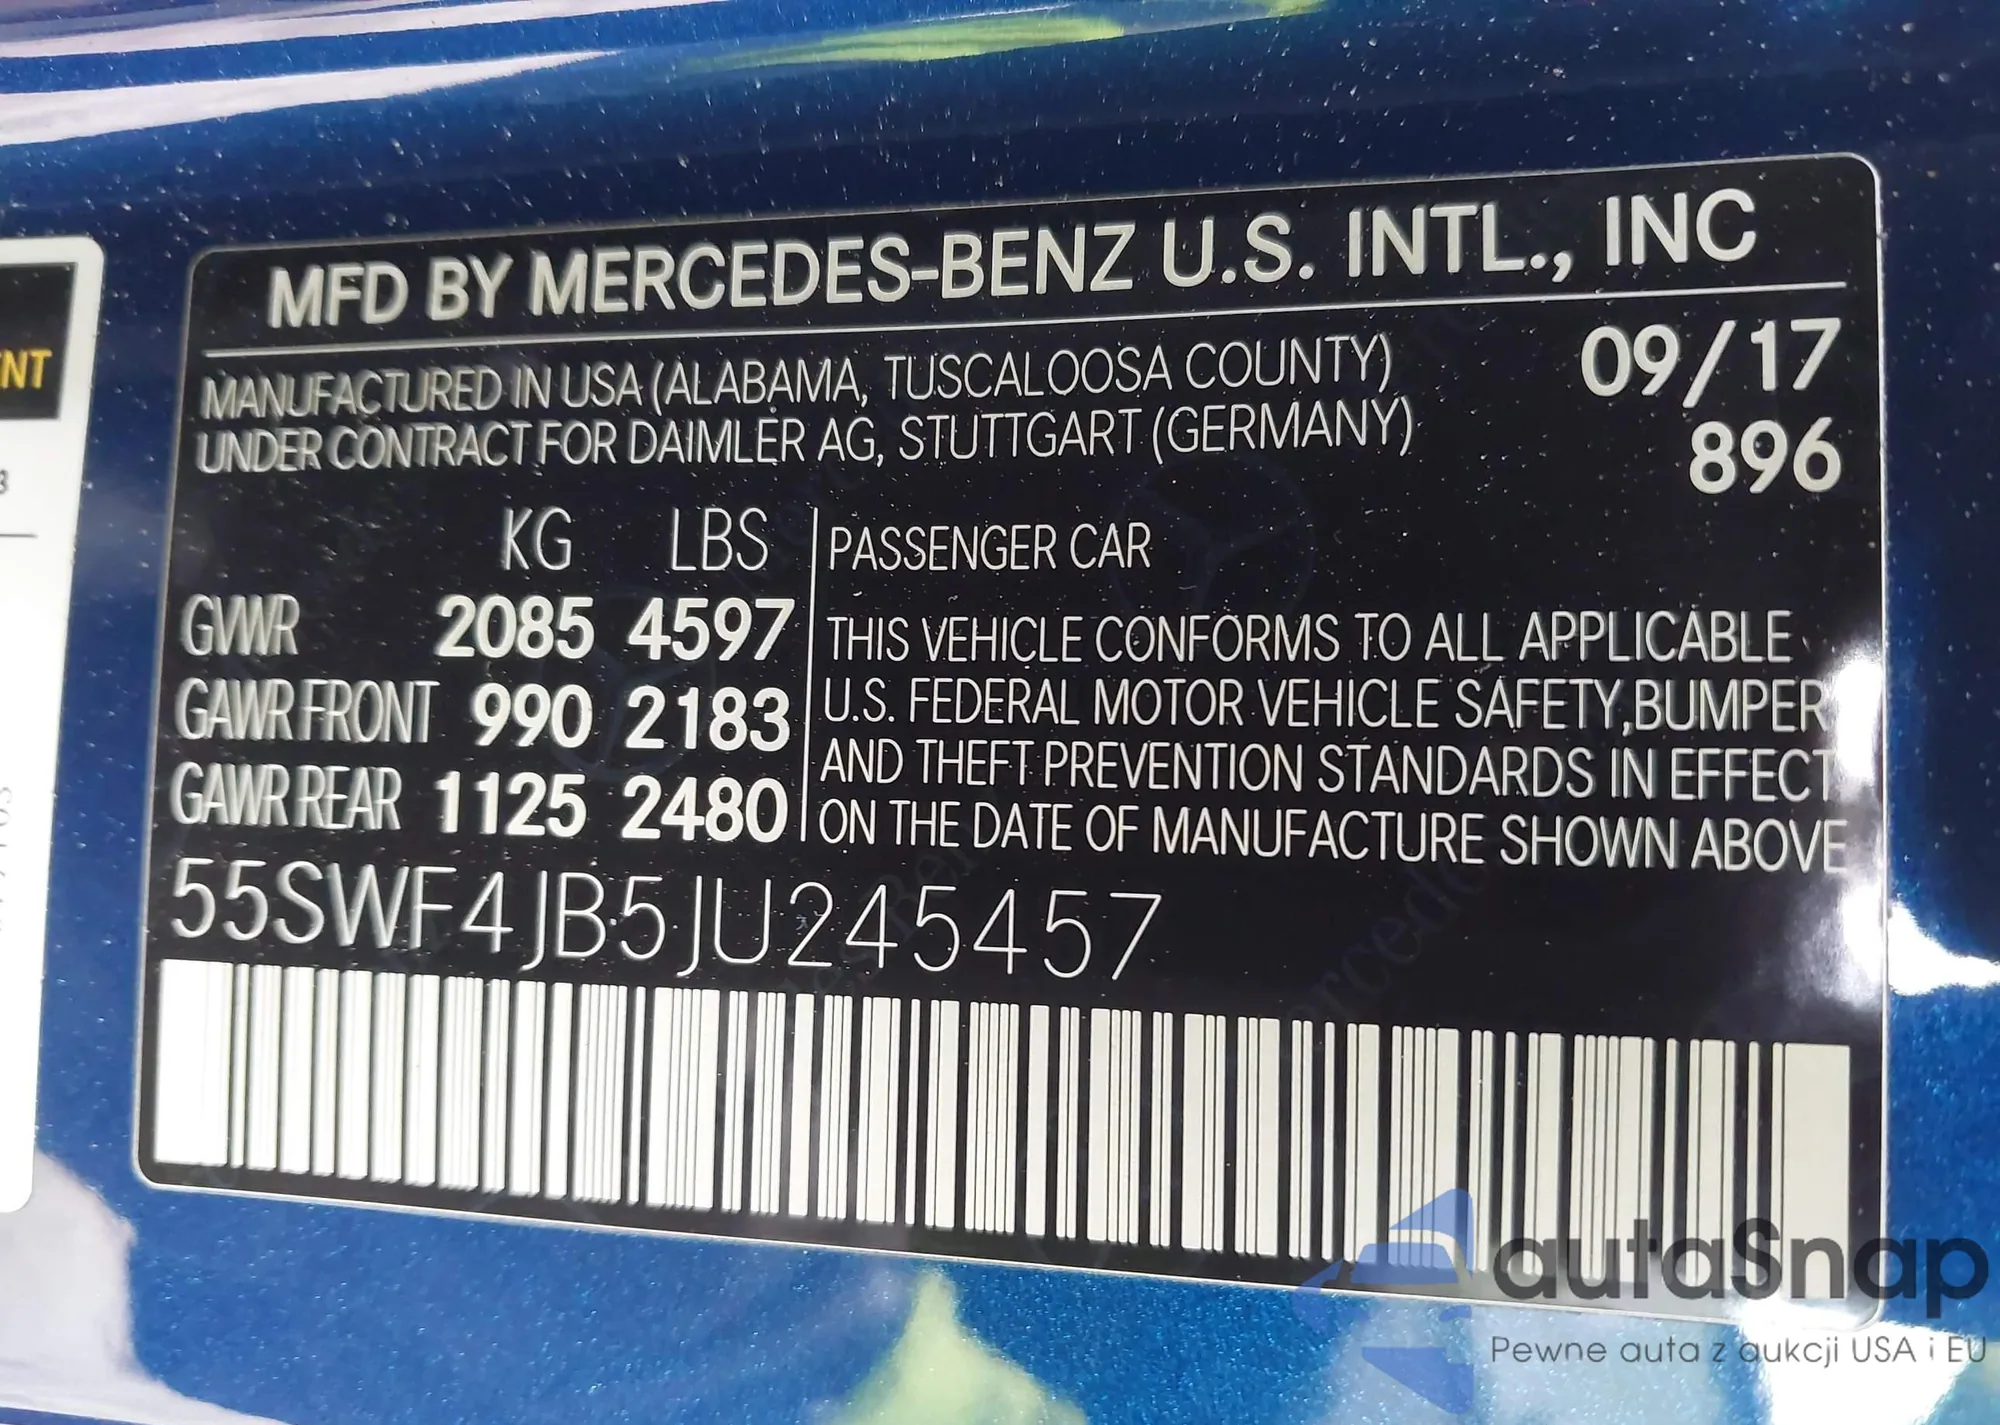 MFD BY MERCEDES-BENZ U.S. INTL., INC
MANUFACTURED IN USA (ALABAMA, TUSCALOOSA COUNTY) 09/17
UNDER CONTRACT FOR DAIMLER AG, STUTTGART (GERMANY) 896
KG LBS
GVWR 2085 4597
GAWR FRONT 990 2183
GAWR REAR 1125 2480
PASSENGER CAR
THIS VEHICLE CONFORMS TO ALL APPLICABLE
U.S. FEDERAL MOTOR VEHICLE SAFETY,BUMPER
AND THEFT PREVENTION STANDARDS IN EFFECT
ON THE DATE OF MANUFACTURE SHOWN ABOVE
55SWF4JB5JU245457
NT
3
autaSnap
Pewne auta z aukcji USA i EU